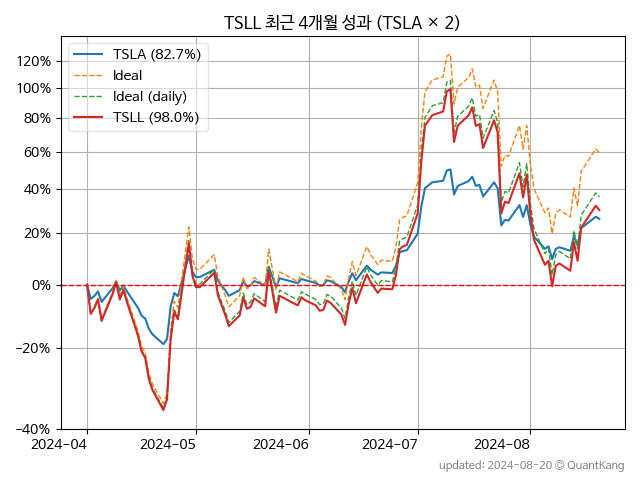 TSLL 최근 4개월 성과 (TSLA × 2)
TSLA (82.7%)
Ideal
Ideal (daily)
TSLL (98.0%)
120%
100%
80%
60%
40%
20%
0%
−20%
−40%
2024−04
2024−05
2024−06
2024−07
2024−08
updated: 2024-08-20 © QuantKang